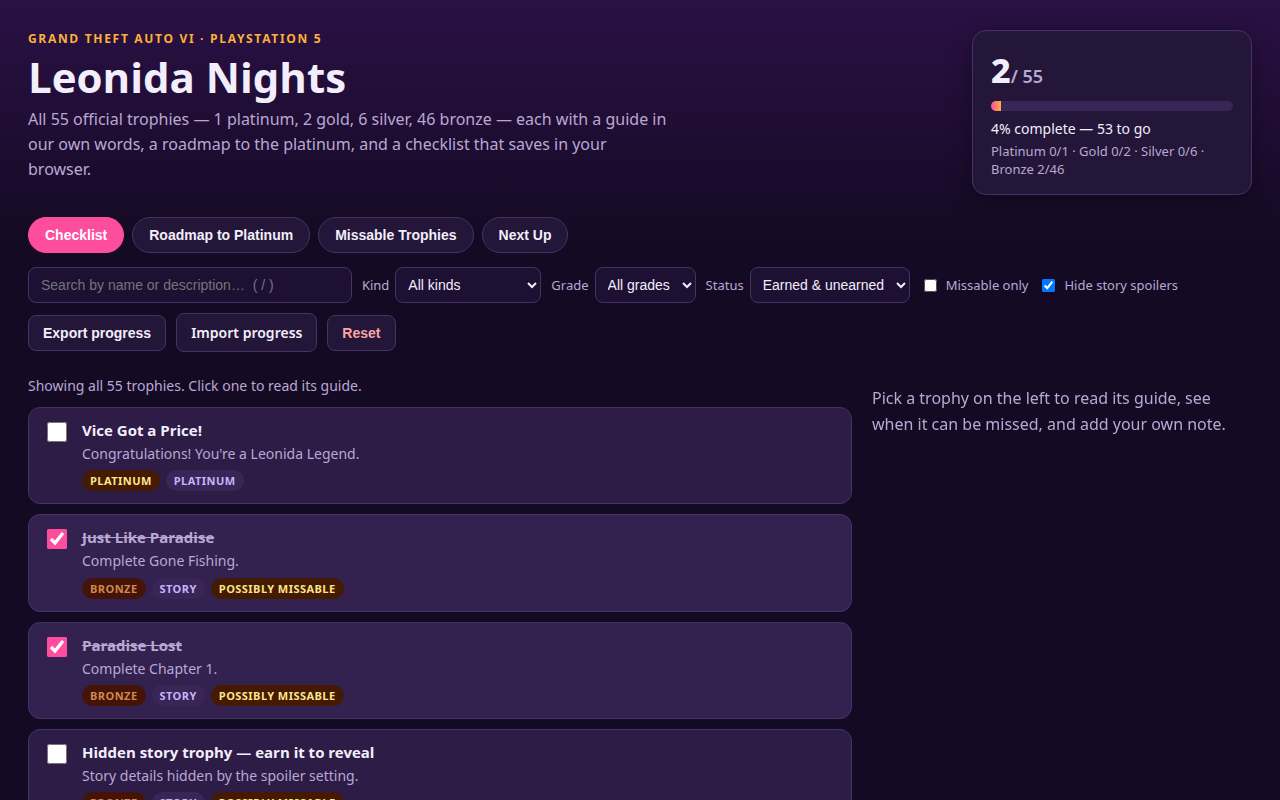 GRAND THEFT AUTO VI · PLAYSTATION 5
Leonida Nights
All 55 official trophies — 1 platinum, 2 gold, 6 silver, 46 bronze — each with a guide in
our own words, a roadmap to the platinum, and a checklist that saves in your
browser.
2/ 55
4% complete — 53 to go
Platinum 0/1 · Gold 0/2 · Silver 0/6 ·
Bronze 2/46
Checklist
Roadmap to Platinum
Missable Trophies
Next Up
Search by name or description… ( / )
Kind
All kinds
Grade
All grades
Status
Earned & unearned
Missable only
Hide story spoilers
Export progress
Import progress
Reset
Showing all 55 trophies. Click one to read its guide.
Vice Got a Price!
Congratulations! You're a Leonida Legend.
PLATINUM PLATINUM
Just Like Paradise
Complete Gone Fishing.
BRONZE STORY POSSIBLY MISSABLE
Paradise Lost
Complete Chapter 1.
BRONZE STORY POSSIBLY MISSABLE
Hidden story trophy — earn it to reveal
Story details hidden by the spoiler setting.
BRONZE STORY POSSIBLY MISSABLE
Pick a trophy on the left to read its guide, see
when it can be missed, and add your own note.